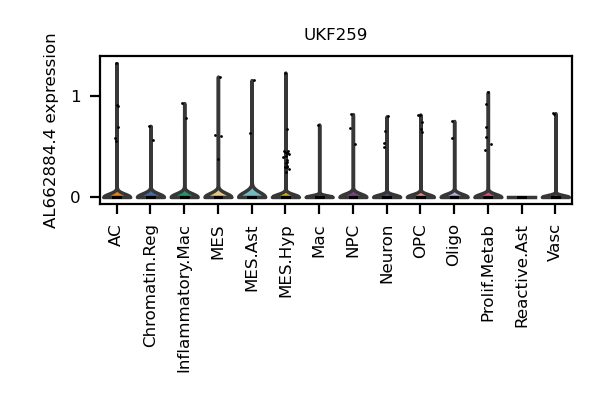 UKF259
AL662884.4 expression
1
0
AC
Chromatin.Reg
Inflammatory.Mac
MES
MES.Ast
MES.Hyp
Mac
NPC
Neuron
OPC
Oligo
Prolif.Metab
Reactive.Ast
Vasc